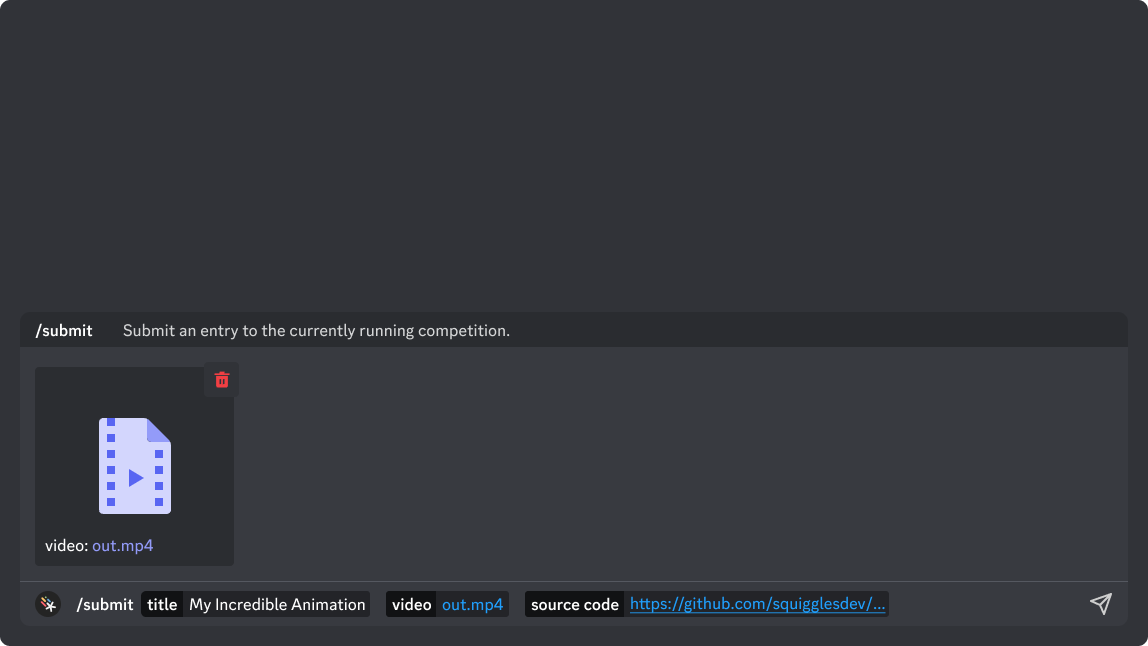 /submit Submit an entry to the currently running competition.
video: out.mp4
/submit title My Incredible Animation video out.mp4 source code https://github.com/squigglesdev/...